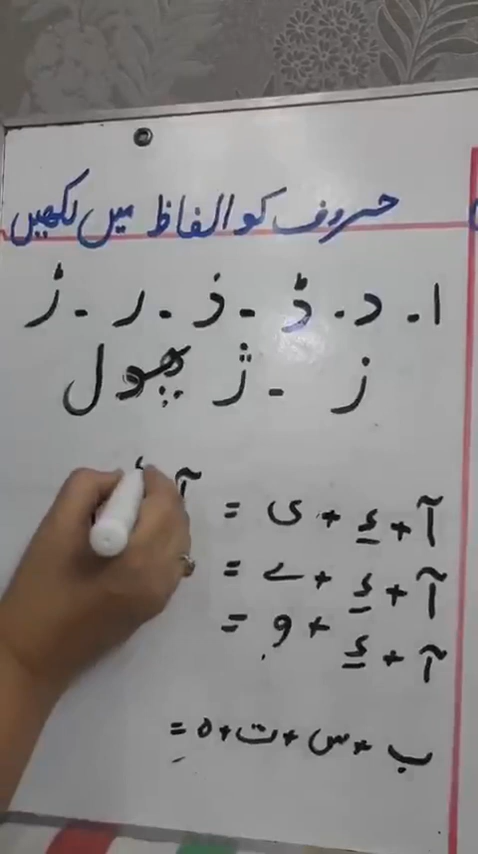 حروف کو الفاظ میں لکھیں
ا - د - ڈ - ذ - ر - ڑ
ز - ژ پھول
آ + ئ + ی = آ
آ + ئ + ے =
آ + ئ + و =
ب + س + ت + ہ =